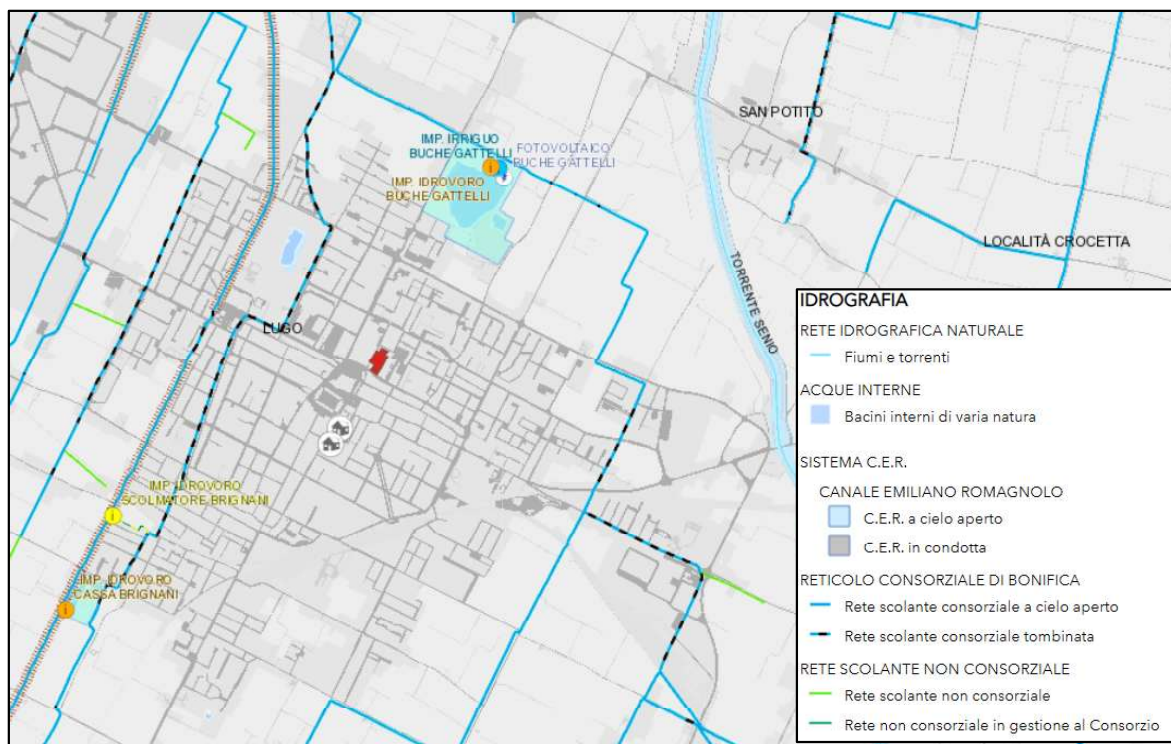 SAN POTITO
IMP. IRRIGUO
BUCHE GATTELLI
FOTOVOLTAICO
BUCHE GATTELLI
IMP. IDROVORO
BUCHE GATTELLI
LOCALITÀ CROCETTA
TORRENTE SENIO
LUGO
IMP. IDROVORO
SCOLMATORE BRIGNANI
IMP. IDROVORO
CASSA BRIGNANI
IDROGRAFIA
RETE IDROGRAFICA NATURALE
Fiumi e torrenti
ACQUE INTERNE
Bacini interni di varia natura
SISTEMA C.E.R.
CANALE EMILIANO ROMAGNOLO
C.E.R. a cielo aperto
C.E.R. in condotta
RETICOLO CONSORZIALE DI BONIFICA
Rete scolante consorziale a cielo aperto
Rete scolante consorziale tombinata
RETE SCOLANTE NON CONSORZIALE
Rete scolante non consorziale
Rete non consorziale in gestione al Consorzio